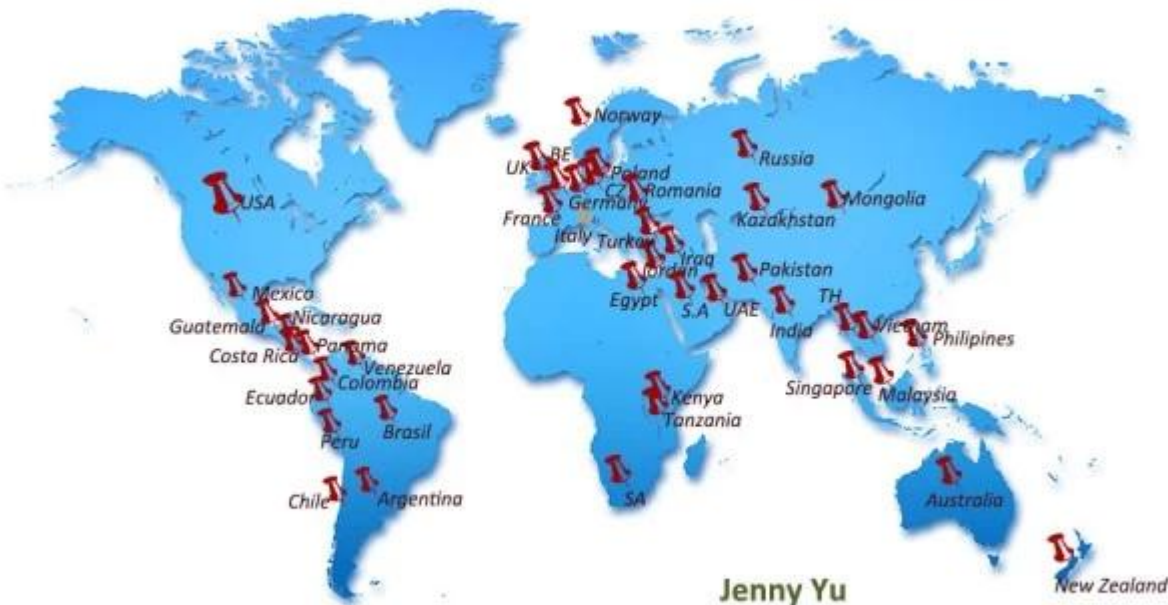 Norway
UK
BE
Poland
Russia
CZ
Romania
Germany
USA
France
Kazakhstan
Mongolia
Italy
Turkey
Iraq
Jordan
Pakistan
Egypt
S.A
UAE
India
TH
Vietnam
Philipines
Mexico
Guatemala
Nicaragua
Costa Rica
Panama
Venezuela
Colombia
Ecuador
Singapore
Malaysia
Kenya
Tanzania
Peru
Brasil
Chile
Argentina
SA
Australia
New Zealand
Jenny Yu